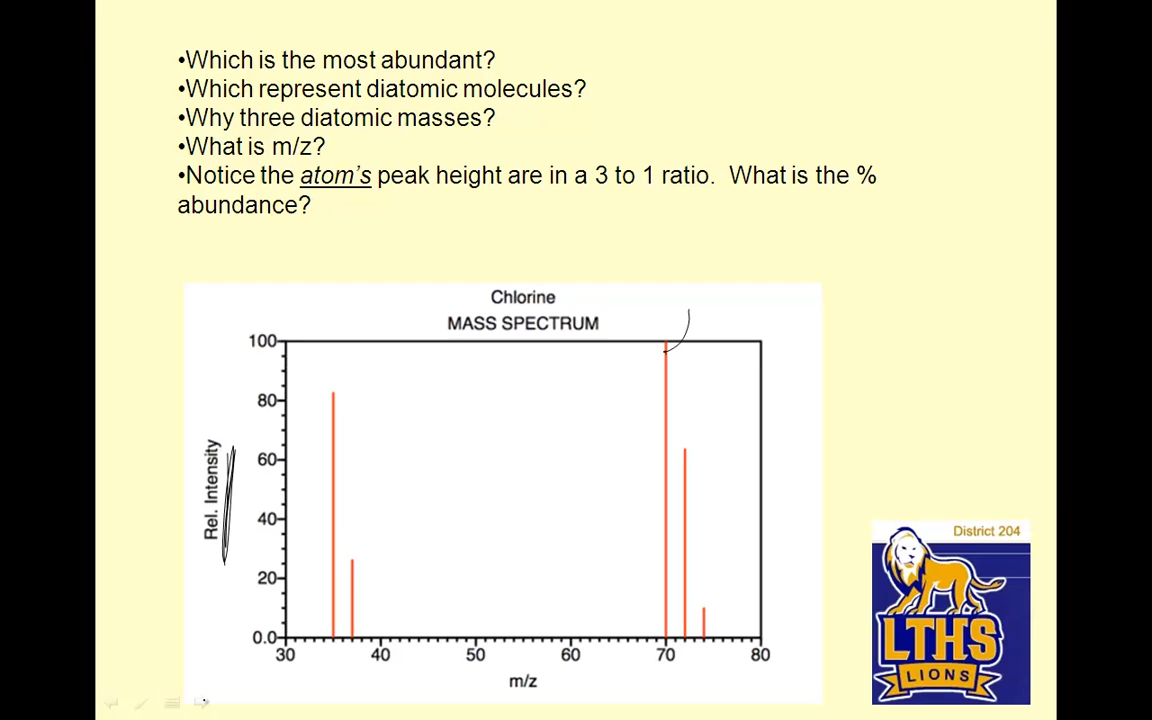 •Which is the most abundant?
•Which represent diatomic molecules?
•Why three diatomic masses?
•What is m/z?
•Notice the atom's peak height are in a 3 to 1 ratio.  What is the %
abundance?
Chlorine
MASS SPECTRUM
100
80
60
40
20
0.0
Rel. Intensity
30 40 50 60 70 80
m/z
District 204
LTHS
LIONS